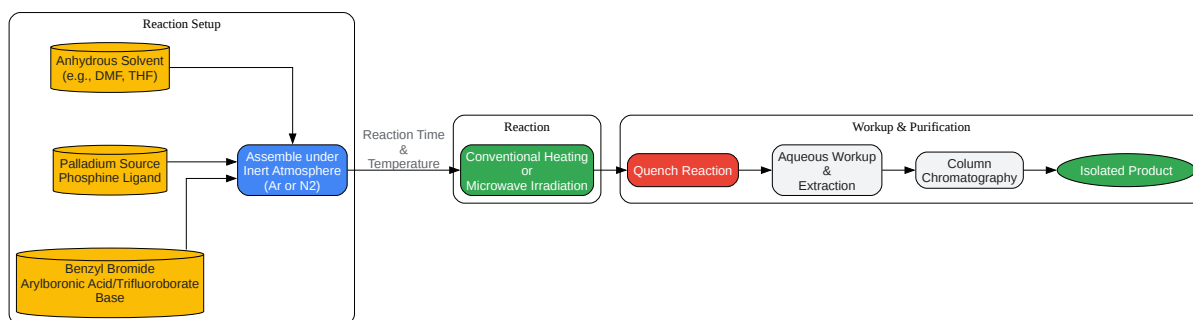 Reaction Setup
Anhydrous Solvent
(e.g., DMF, THF)
Palladium Source
Phosphine Ligand
Benzyl Bromide
Arylboronic Acid/Trifluoroborate
Base
Assemble under
Inert Atmosphere
(Ar or N2)
Reaction Time
&
Temperature
Reaction
Conventional Heating
or
Microwave Irradiation
Workup & Purification
Quench Reaction
Aqueous Workup
&
Extraction
Column
Chromatography
Isolated Product